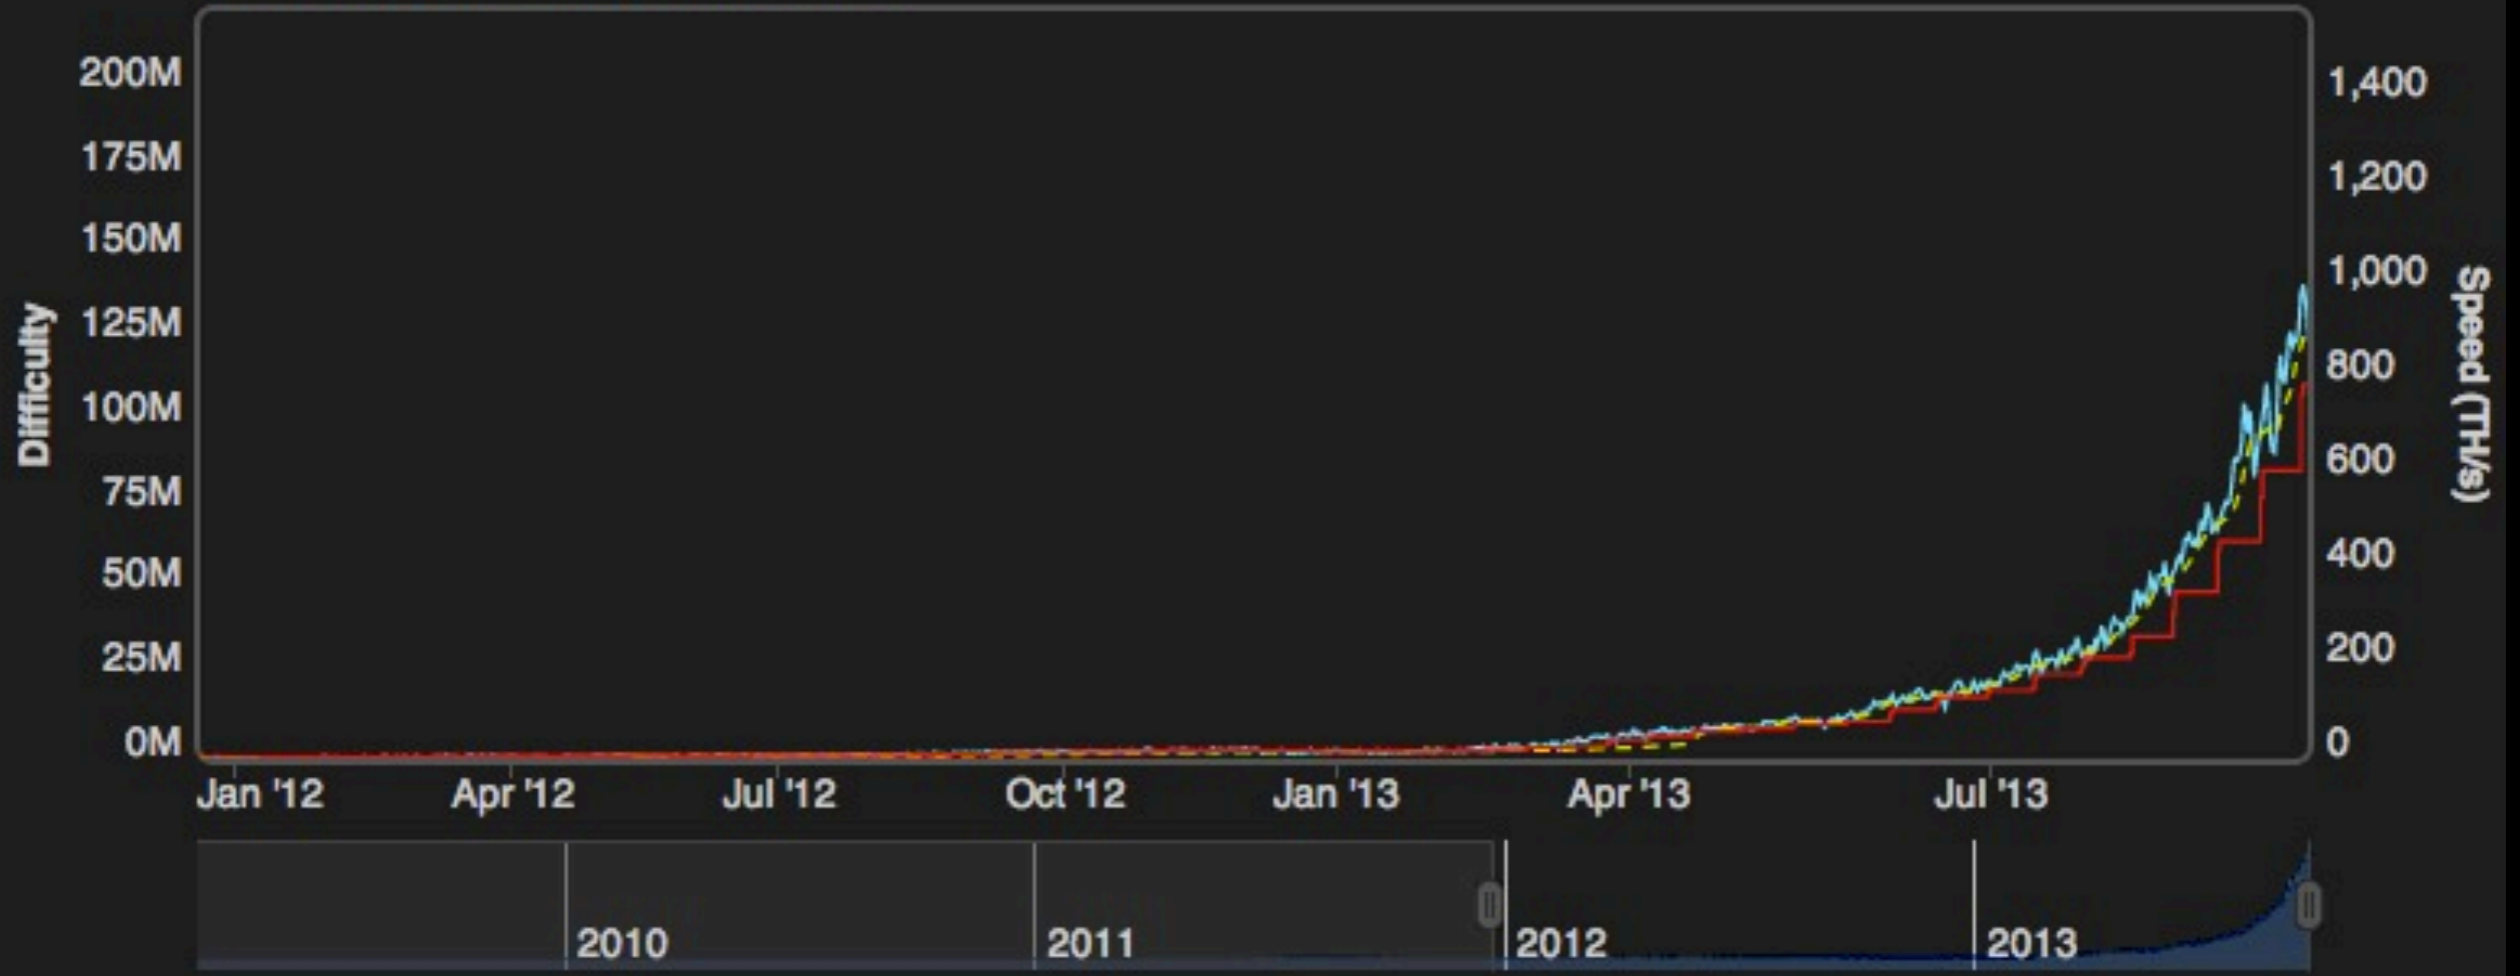 Difficulty
200M
175M
150M
125M
100M
75M
50M
25M
0M
1,400
1,200
1,000
800
600
400
200
0
Speed (TH/s)
Jan '12 Apr '12 Jul '12 Oct '12 Jan '13 Apr '13 Jul '13
2010 2011 2012 2013